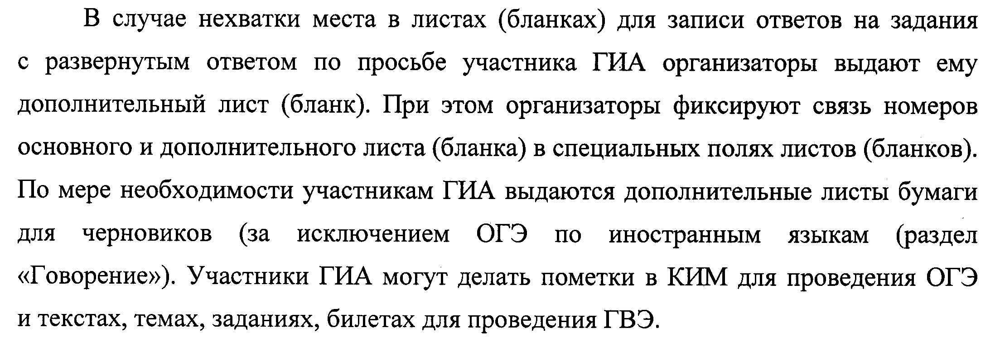 В случае нехватки места в листах (бланках) для записи ответов на задания
с развернутым ответом по просьбе участника ГИА организаторы выдают ему
дополнительный лист (бланк). При этом организаторы фиксируют связь номеров
основного и дополнительного листа (бланка) в специальных полях листов (бланков).
По мере необходимости участникам ГИА выдаются дополнительные листы бумаги
для черновиков (за исключением ОГЭ по иностранным языкам (раздел
«Говорение»). Участники ГИА могут делать пометки в КИМ для проведения ОГЭ
и текстах, темах, заданиях, билетах для проведения ГВЭ.